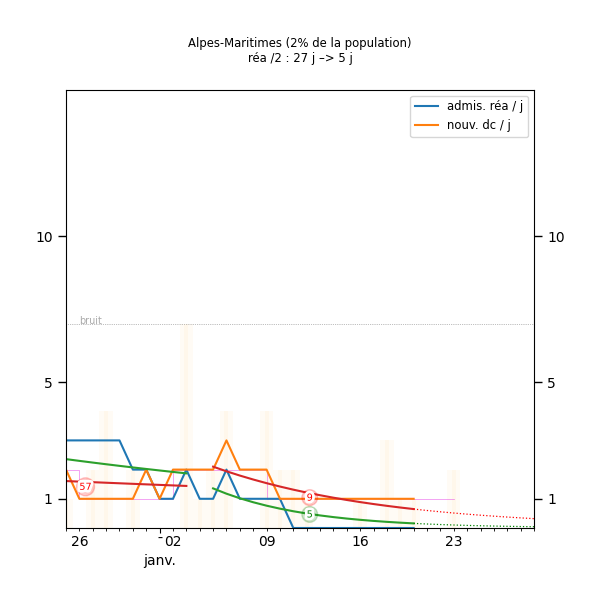 Alpes-Maritimes (2% de la population)
réa /2 : 27 j –> 5 j
admis. réa / j
nouv. dc / j
10
10
bruit
5
5
57
9
1
1
5
26
02
09
16
23
janv.